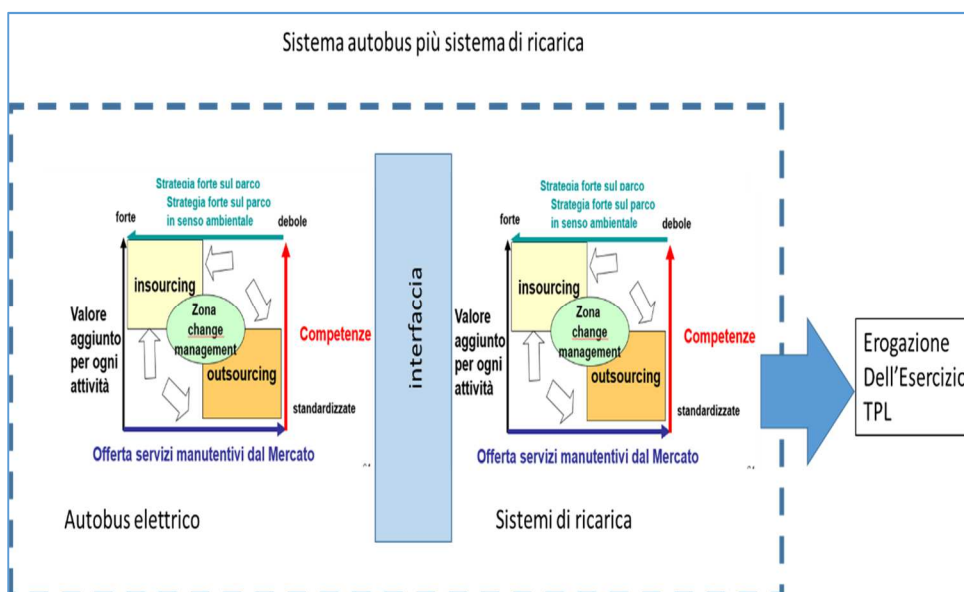 Sistema autobus più sistema di ricarica
Strategia forte sul parco
Strategia forte sul parco
in senso ambientale
forte
debole
insourcing
Zona
change
management
outsourcing
Valore
aggiunto
per ogni
attività
Competenze
standardizzate
Offerta servizi manutentivi dal Mercato
Autobus elettrico
interfaccia
Strategia forte sul parco
Strategia forte sul parco
in senso ambientale
forte
debole
insourcing
Zona
change
management
outsourcing
Valore
aggiunto
per ogni
attività
Competenze
standardizzate
Offerta servizi manutentivi dal Mercato
Sistemi di ricarica
Erogazione
Dell'Esercizio
TPL